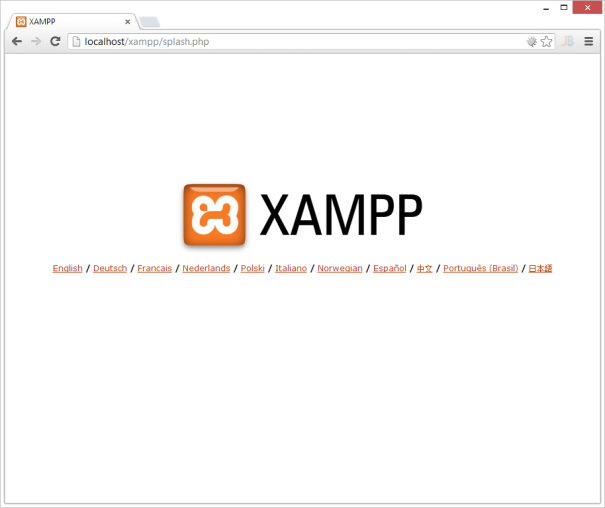 XAMPP
localhost/xampp/splash.php
XAMPP
English / Deutsch / Francais / Nederlands / Polski / Italiano / Norwegian / Español / 中文 / Português (Brasil) / 日本語